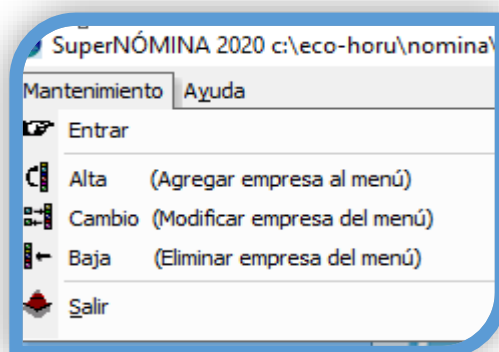 SuperNÓMINA 2020 c:\eco-horu\nomina\
Mantenimiento Ayuda
Entrar
Alta (Agregar empresa al menú)
Cambio (Modificar empresa del menú)
Baja (Eliminar empresa del menú)
Salir